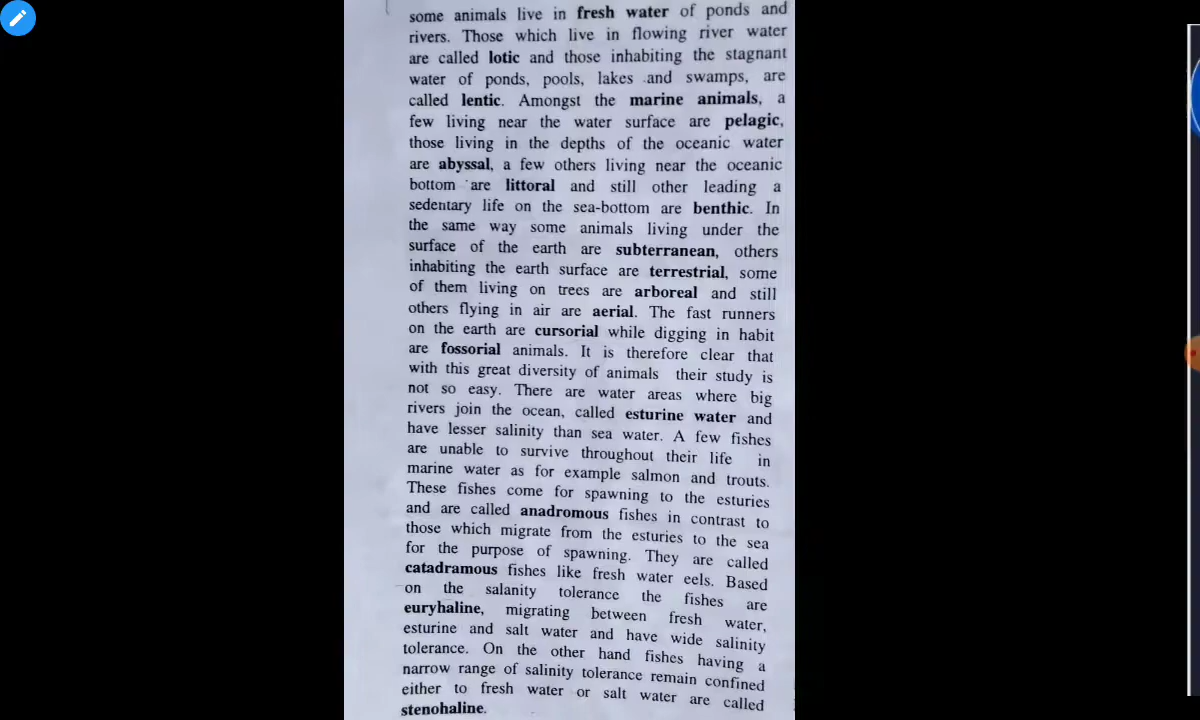 some animals live in fresh water of ponds and
rivers. Those which live in flowing river water
are called lotic and those inhabiting the stagnant
water of ponds, pools, lakes and swamps, are
called lentic. Amongst the marine animals, a
few living near the water surface are pelagic,
those living in the depths of the oceanic water
are abyssal, a few others living near the oceanic
bottom are littoral and still other leading a
sedentary life on the sea-bottom are benthic. In
the same way some animals living under the
surface of the earth are subterranean, others
inhabiting the earth surface are terrestrial, some
of them living on trees are arboreal and still
others flying in air are aerial. The fast runners
on the earth are cursorial while digging in habit
are fossorial animals. It is therefore clear that
with this great diversity of animals their study is
not so easy. There are water areas where big
rivers join the ocean, called esturine water and
have lesser salinity than sea water. A few fishes
are unable to survive throughout their life in
marine water as for example salmon and trouts.
These fishes come for spawning to the esturies
and are called anadromous fishes in contrast to
those which migrate from the esturies to the sea
for the purpose of spawning. They are called
catadramous fishes like fresh water eels. Based
on the salanity tolerance the fishes are
euryhaline, migrating between fresh water,
esturine and salt water and have wide salinity
tolerance. On the other hand fishes having a
narrow range of salinity tolerance remain confined
either to fresh water or salt water are called
stenohaline.